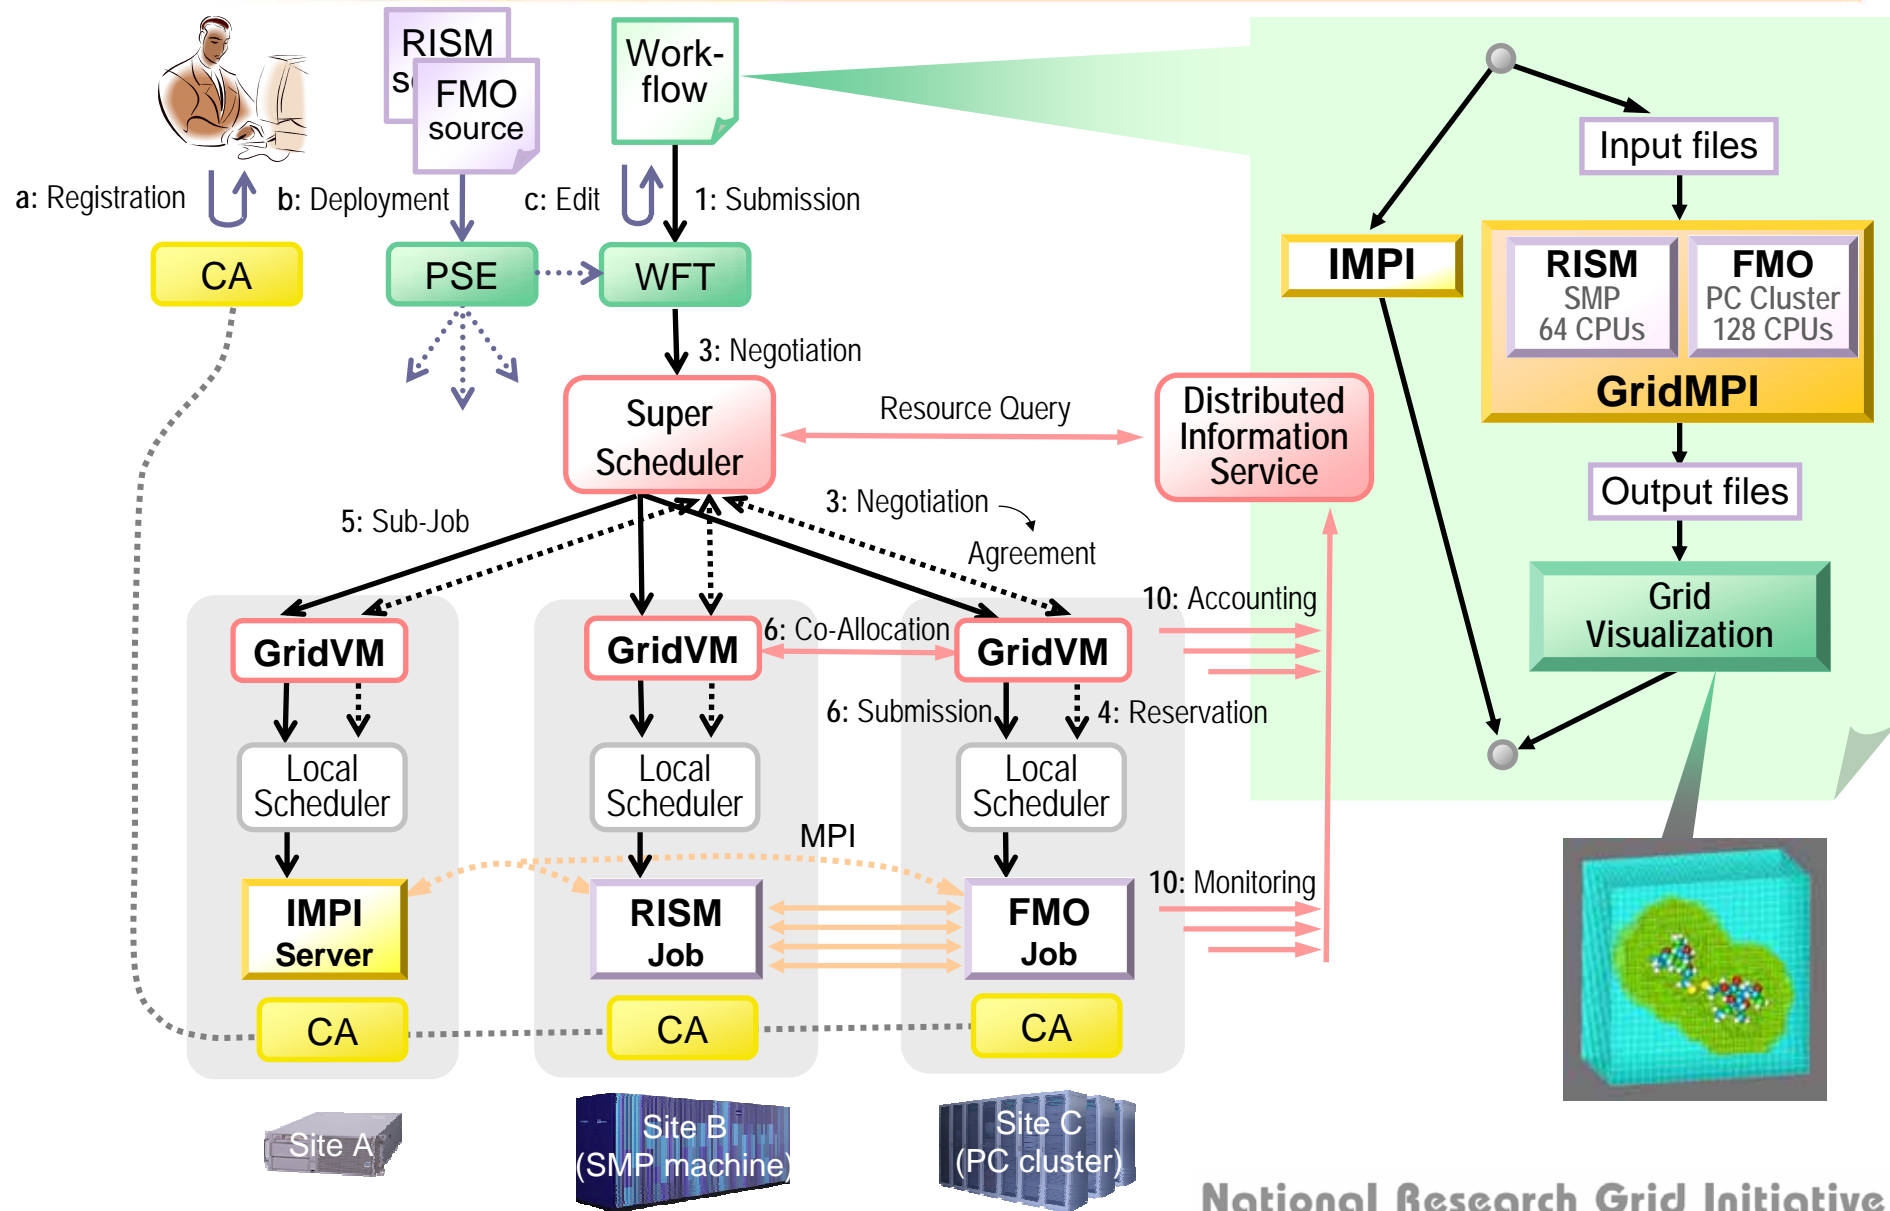 RISM
FMO
source
Work-
flow
a: Registration
b: Deployment
c: Edit
1: Submission
CA
PSE
WFT
3: Negotiation
Super
Scheduler
Resource Query
Distributed
Information
Service
5: Sub-Job
3: Negotiation
Agreement
GridVM
GridVM
6: Co-Allocation
GridVM
10: Accounting
6: Submission
4: Reservation
Local
Scheduler
Local
Scheduler
Local
Scheduler
MPI
10: Monitoring
IMPI
Server
RISM
Job
FMO
Job
CA
CA
CA
Site A
Site B
(SMP machine)
Site C
(PC cluster)
Input files
IMPI
RISM
SMP
64 CPUs
FMO
PC Cluster
128 CPUs
GridMPI
Output files
Grid
Visualization
National Research Grid Initiative